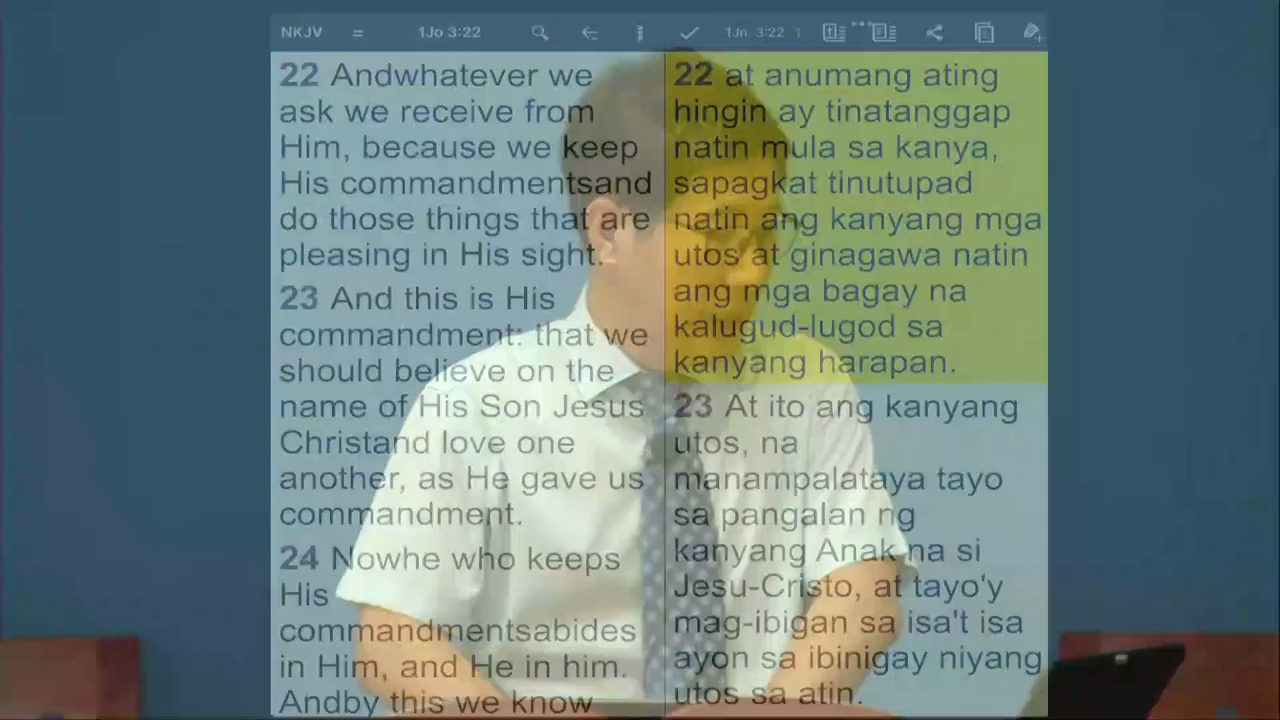 NKJV = 1Jo 3:22
22 Andwhatever we
ask we receive from
Him, because we keep
His commandmentsand
do those things that are
pleasing in His sight.
23 And this is His
commandment: that we
should believe on the
name of His Son Jesus
Christand love one
another, as He gave us
commandment.
24 Nowhe who keeps
His
commandmentsabides
in Him, and He in him.
Andby this we know
1Jn 3:22
22 at anumang ating
hingin ay tinatanggap
natin mula sa kanya,
sapagkat tinutupad
natin ang kanyang mga
utos at ginagawa natin
ang mga bagay na
kalugud-lugod sa
kanyang harapan.
23 At ito ang kanyang
utos, na
manampalataya tayo
sa pangalan ng
kanyang Anak na si
Jesu-Cristo, at tayo'y
mag-ibigan sa isa't isa
ayon sa ibinigay niyang
utos sa atin.